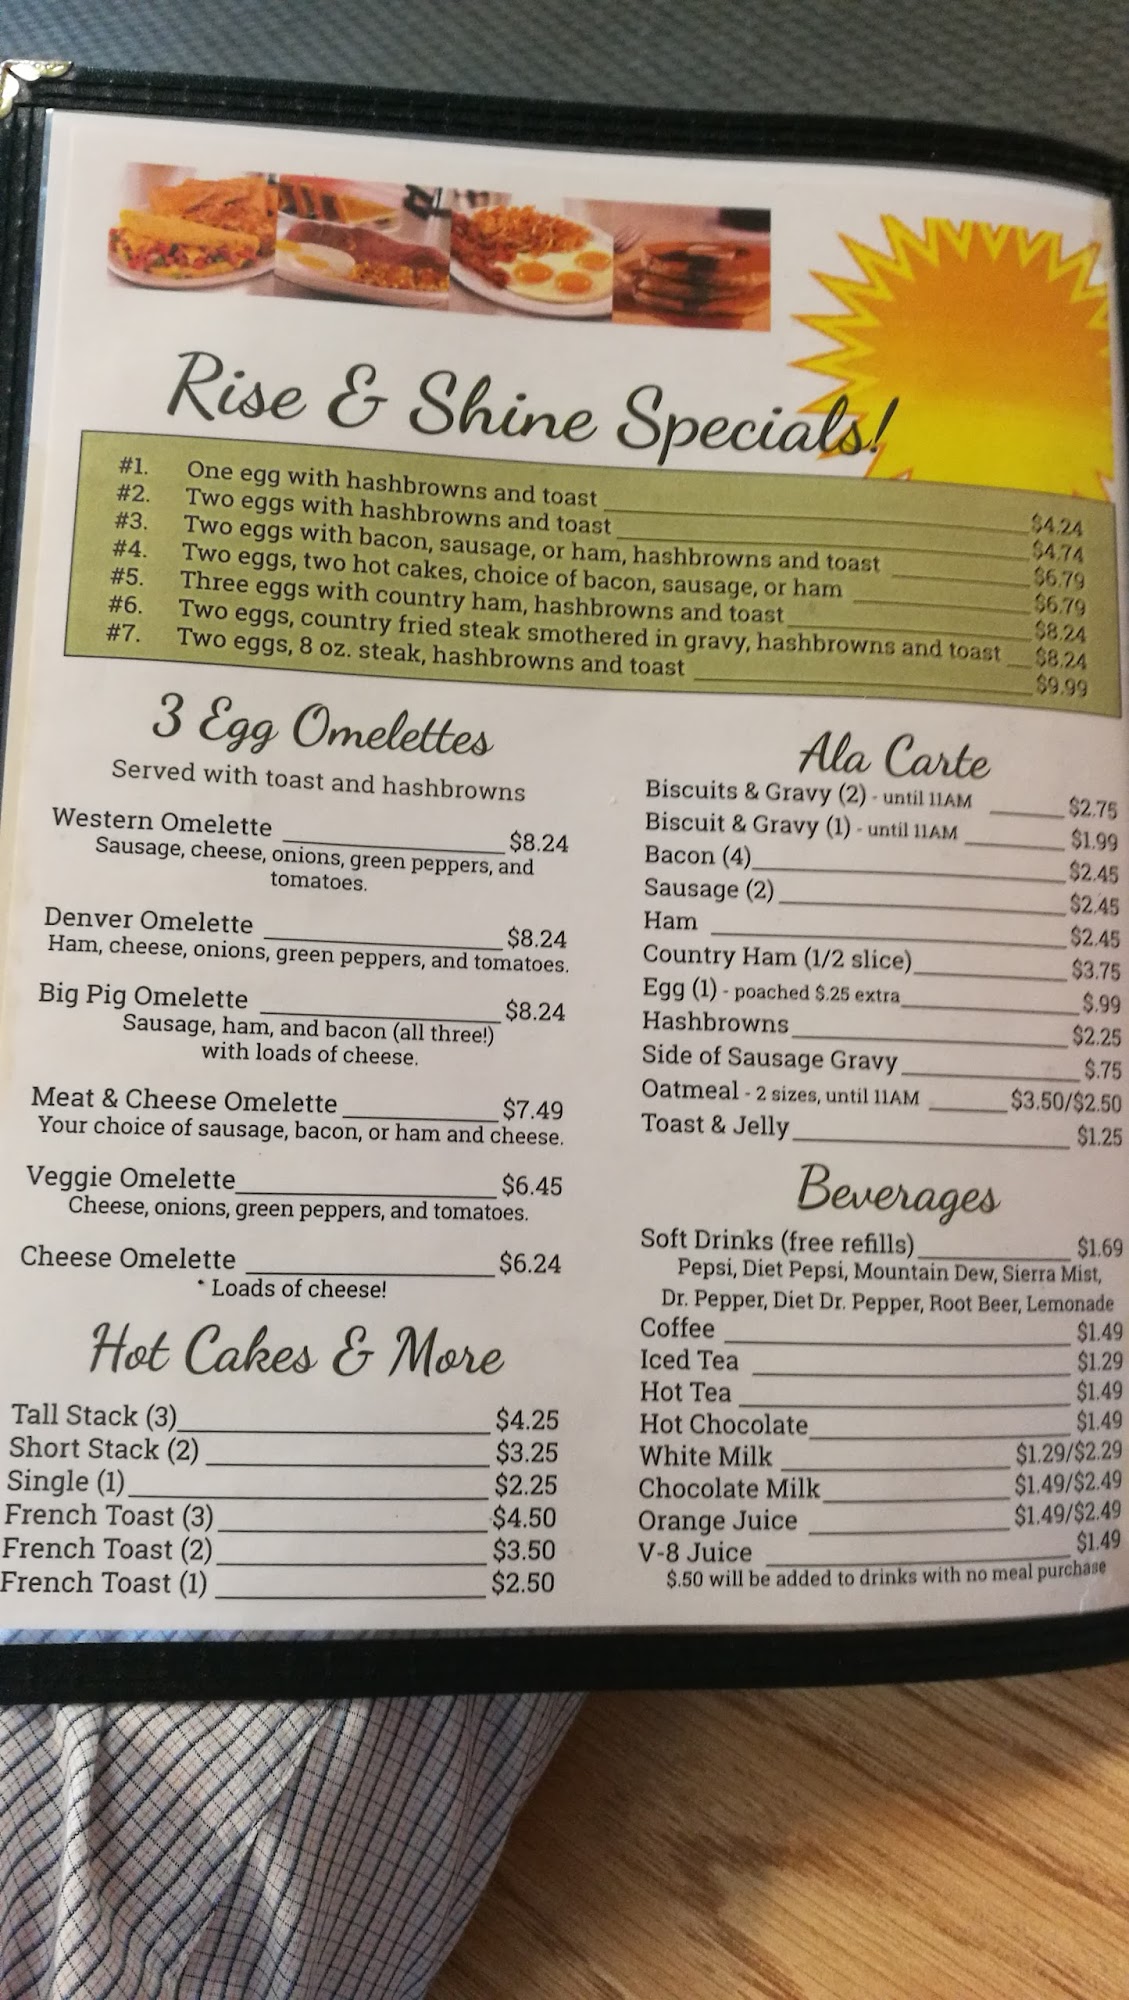 Rise & Shine Specials!
#1. One egg with hashbrowns and toast $4.24
#2. Two eggs with hashbrowns and toast $4.74
#3. Two eggs with bacon, sausage, or ham, hashbrowns and toast $6.79
#4. Two eggs, two hot cakes, choice of bacon, sausage, or ham $6.79
#5. Three eggs with country ham, hashbrowns and toast $8.24
#6. Two eggs, country fried steak smothered in gravy, hashbrowns and toast $8.24
#7. Two eggs, 8 oz. steak, hashbrowns and toast $9.99
3 Egg Omelettes
Served with toast and hashbrowns
Western Omelette $8.24
Sausage, cheese, onions, green peppers, and
tomatoes.
Denver Omelette $8.24
Ham, cheese, onions, green peppers, and tomatoes.
Big Pig Omelette $8.24
Sausage, ham, and bacon (all three!)
with loads of cheese.
Meat & Cheese Omelette $7.49
Your choice of sausage, bacon, or ham and cheese.
Veggie Omelette $6.45
Cheese, onions, green peppers, and tomatoes.
Cheese Omelette $6.24
* Loads of cheese!
Hot Cakes & More
Tall Stack (3) $4.25
Short Stack (2) $3.25
Single (1) $2.25
French Toast (3) $4.50
French Toast (2) $3.50
French Toast (1) $2.50
Ala Carte
Biscuits & Gravy (2) - until 11AM $2.75
Biscuit & Gravy (1) - until 11AM $1.99
Bacon (4) $2.45
Sausage (2) $2.45
Ham $2.45
Country Ham (1/2 slice) $3.75
Egg (1) - poached $.25 extra $.99
Hashbrowns $2.25
Side of Sausage Gravy $.75
Oatmeal - 2 sizes, until 11AM $3.50/$2.50
Toast & Jelly $1.25
Beverages
Soft Drinks (free refills) $1.69
Pepsi, Diet Pepsi, Mountain Dew, Sierra Mist,
Dr. Pepper, Diet Dr. Pepper, Root Beer, Lemonade
Coffee $1.49
Iced Tea $1.29
Hot Tea $1.49
Hot Chocolate $1.49
White Milk $1.29/$2.29
Chocolate Milk $1.49/$2.49
Orange Juice $1.49/$2.49
V-8 Juice $1.49
$.50 will be added to drinks with no meal purchase